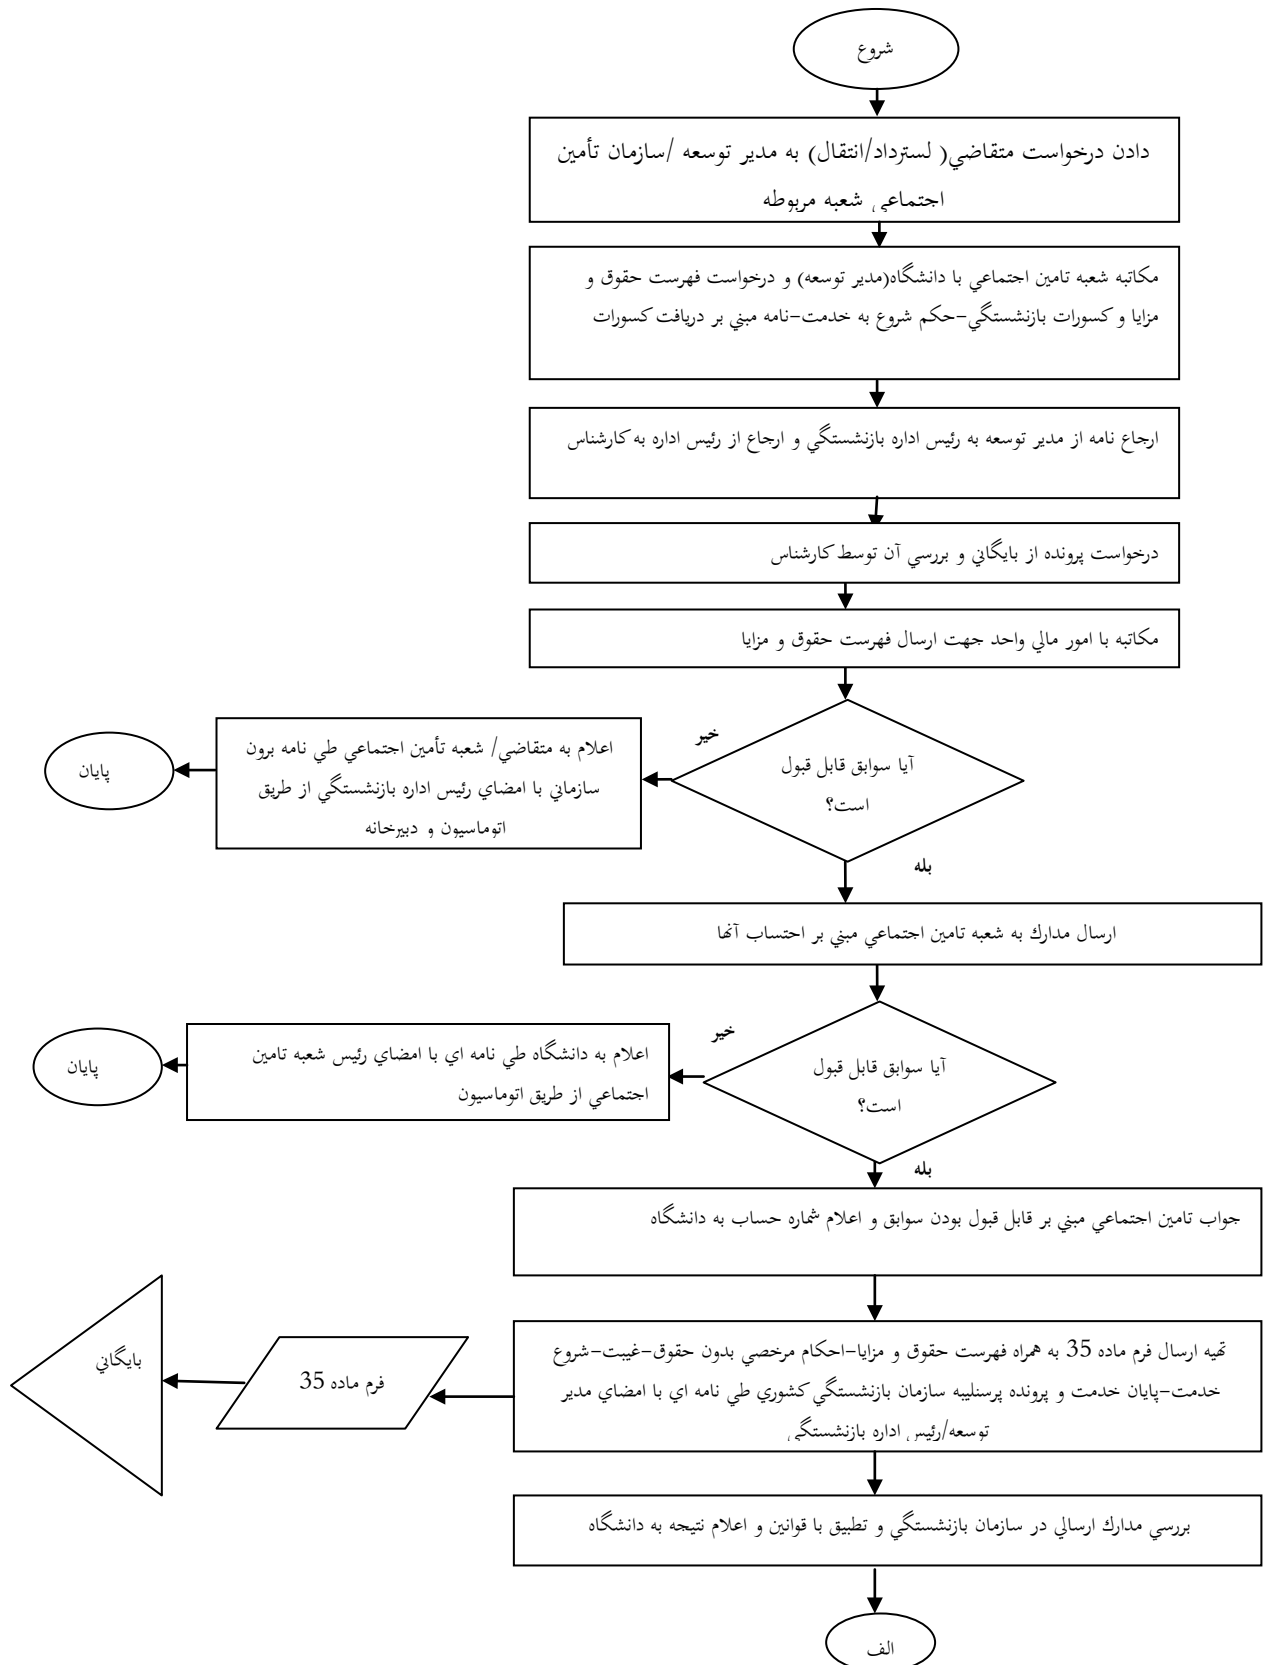 شروع
دادن درخواست متقاضي( لسترداد/انتقال) به مدير توسعه /سازمان تأمين
اجتماعي شعبه مربوطه
مكاتبه شعبه تامين اجتماعي با دانشگاه(مدير توسعه) و درخواست فهرست حقوق و
مزايا و كسورات بازنشستگي-حكم شروع به خدمت-نامه مبني بر دريافت كسورات
ارجاع نامه از مدير توسعه به رئيس اداره بازنشستگي و ارجاع از رئيس اداره به كارشناس
درخواست پرونده از بايگاني و بررسي آن توسط كارشناس
مكاتبه با امور مالي واحد جهت ارسال فهرست حقوق و مزايا
آيا سوابق قابل قبول
است؟
خير
اعلام به متقاضي/ شعبه تأمين اجتماعي طي نامه برون
سازماني با امضاي رئيس اداره بازنشستگي از طريق
اتوماسيون و دبيرخانه
پايان
بله
ارسال مدارك به شعبه تامين اجتماعي مبني بر احتساب آنها
آيا سوابق قابل قبول
است؟
خير
اعلام به دانشگاه طي نامه اي با امضاي رئيس شعبه تامين
اجتماعي از طريق اتوماسيون
پايان
بله
جواب تامين اجتماعي مبني بر قابل قبول بودن سوابق و اعلام شماره حساب به دانشگاه
تهيه ارسال فرم ماده 35 به همراه فهرست حقوق و مزايا-احكام مرخصي بدون حقوق-غيبت-شروع
خدمت-پايان خدمت و پرونده پرسنليبه سازمان بازنشستگي كشوري طي نامه اي با امضاي مدير
توسعه/رئيس اداره بازنشستگي
فرم ماده 35
بايگاني
بررسي مدارك ارسالي در سازمان بازنشستگي و تطبيق با قوانين و اعلام نتيجه به دانشگاه
الف